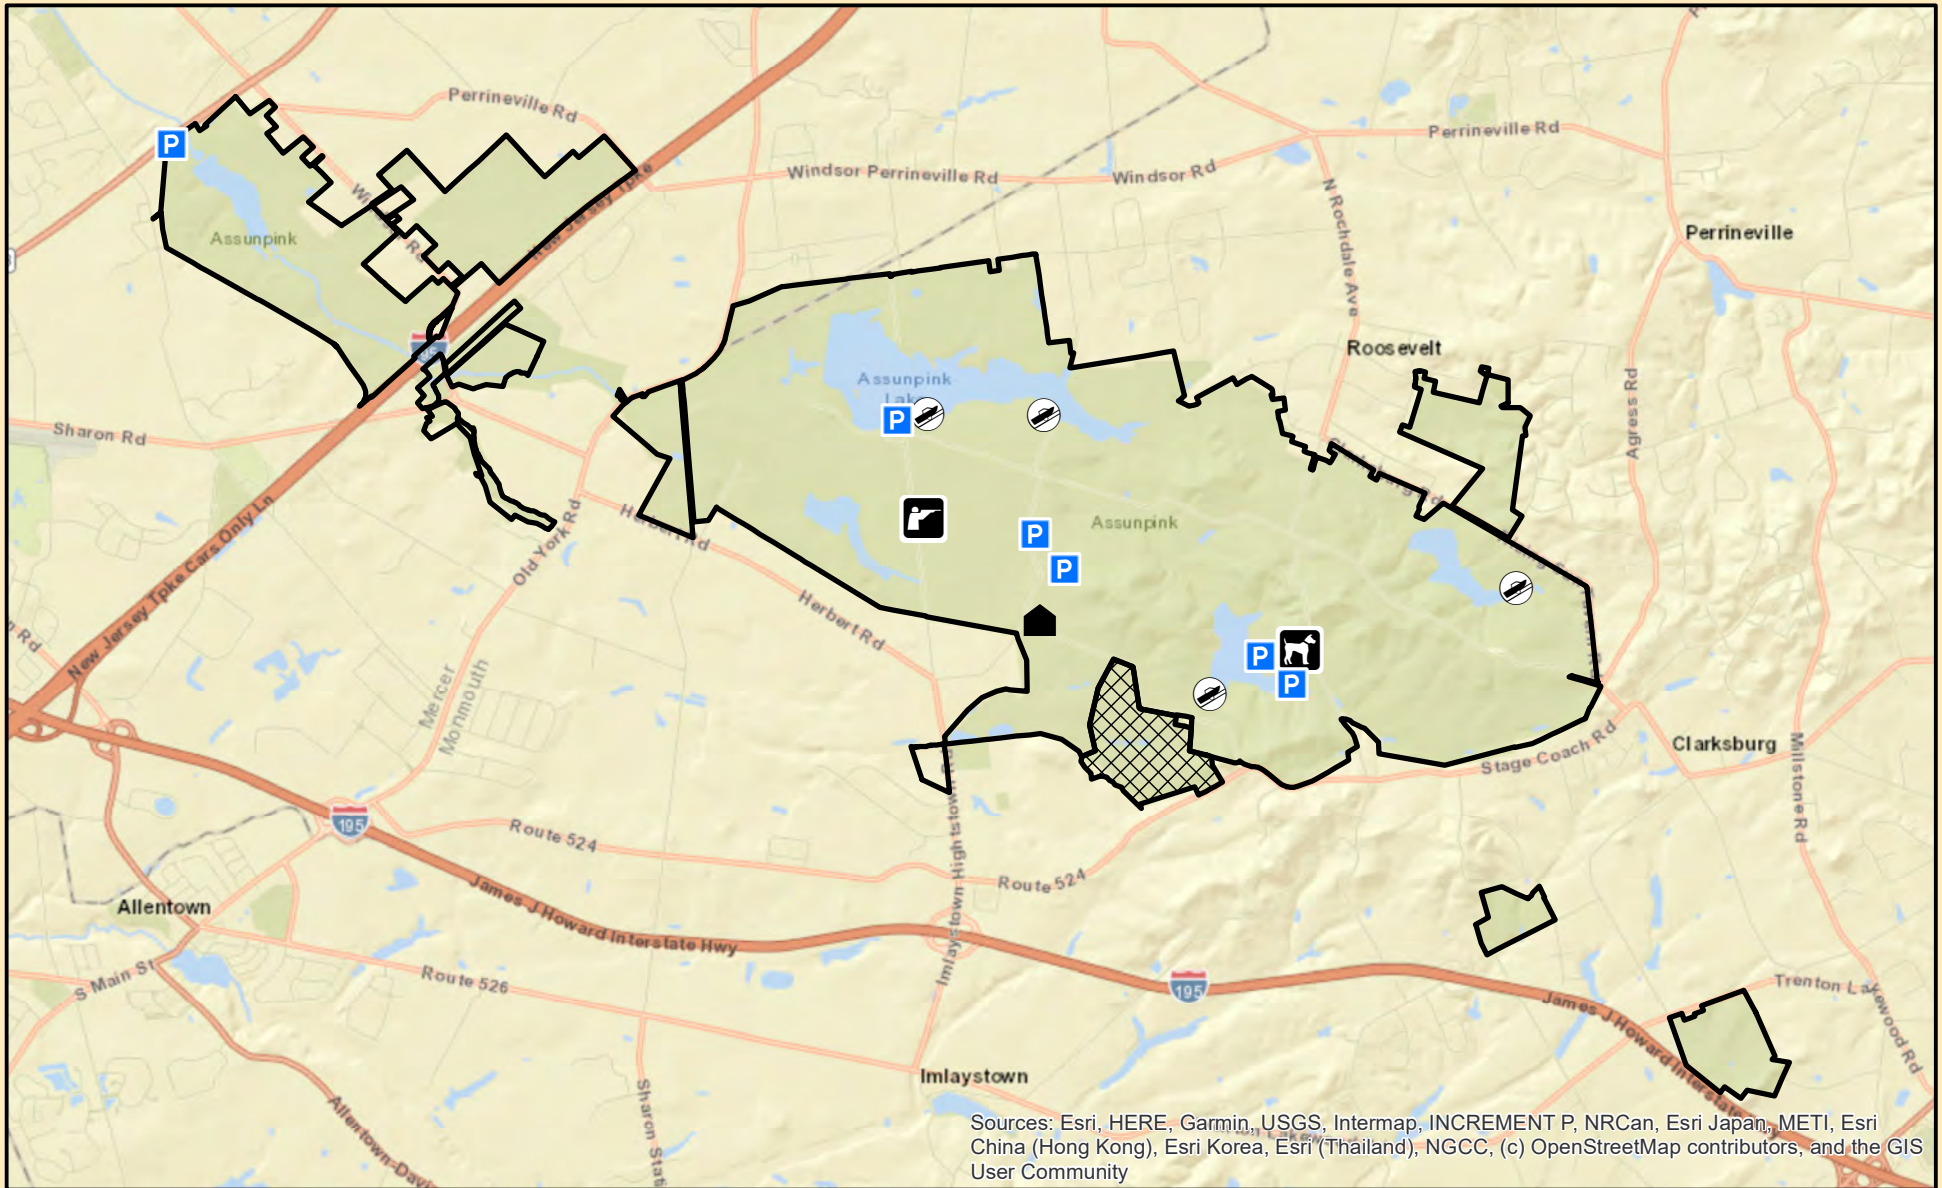 Perrineville Rd
Perrineville Rd
P
Windsor Perrineville Rd
Windsor Rd
New Jersey Tpke
N Rochdale Ave
Perrineville
Assunpink
Roosevelt
Assunpink
Lake
P
Agress Rd
Sharon Rd
Old York Rd
Herbert Rd
Assunpink
P
P
New Jersey Tpke Cars Only Ln
Herbert Rd
Mercer
Monmouth
P
P
Clarksburg
Stage Coach Rd
Millstone Rd
195
Route 524
Route 524
Allentown
James J Howard Interstate Hwy
Imlaystown Hightstown Rd
S Main St
Route 526
195
Trenton Lakewood Rd
James J Howard Interstate Hwy
Imlaystown
Sharon Stati
Allentown-Davi
Sources: Esri, HERE, Garmin, USGS, Intermap, INCREMENT P, NRCan, Esri Japan, METI, Esri
China (Hong Kong), Esri Korea, Esri (Thailand), NGCC, (c) OpenStreetMap contributors, and the GIS
User Community